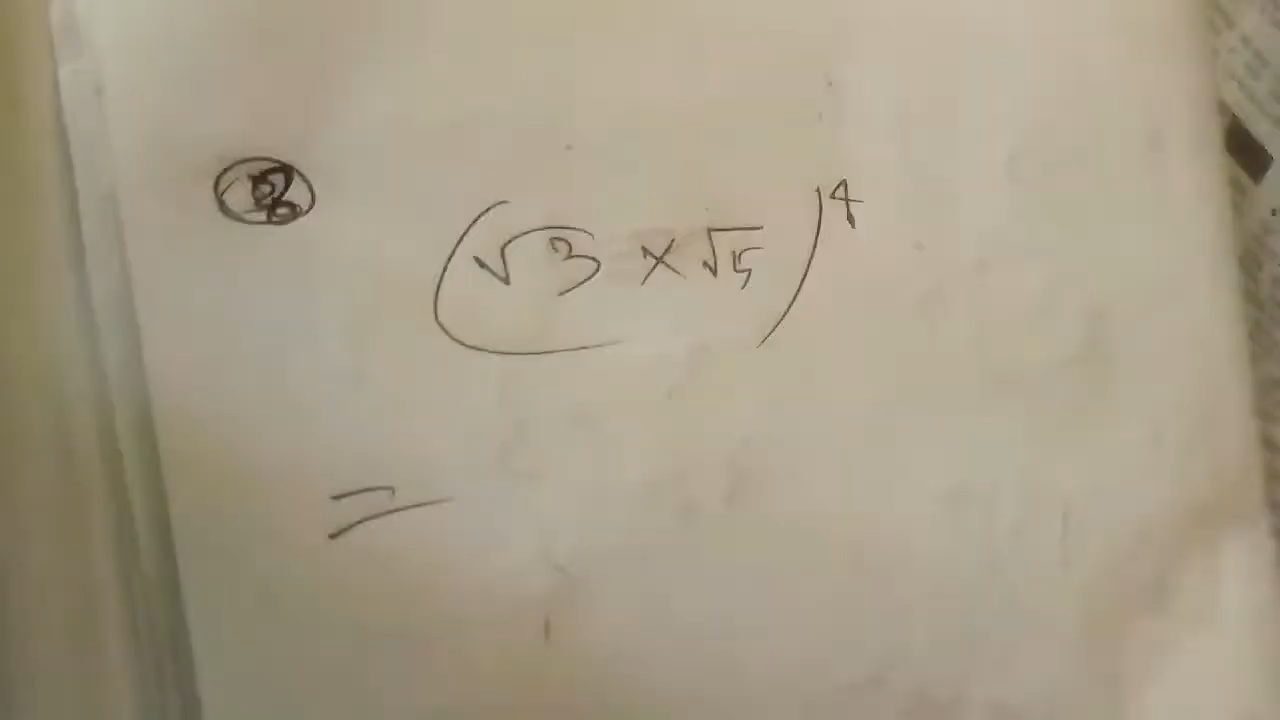 8
(√3 × √5)⁴
=